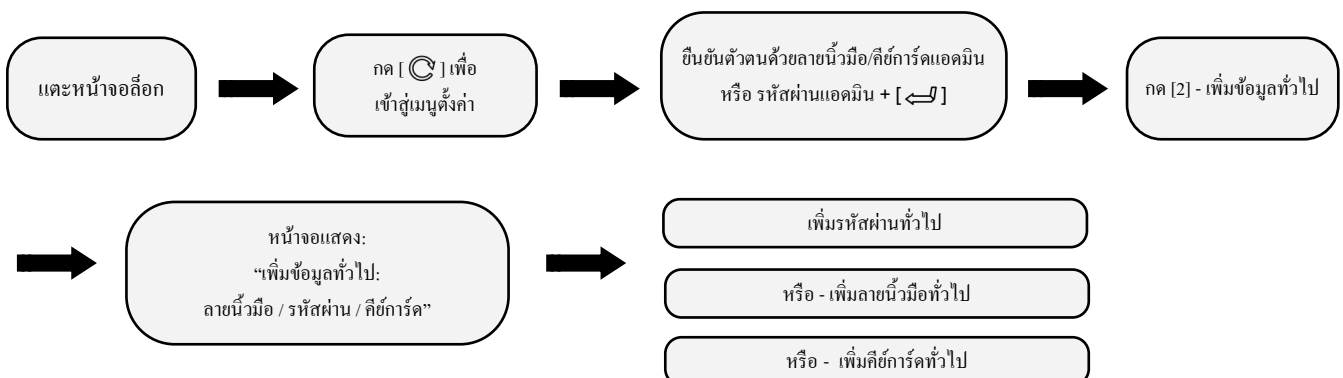 แตะหน้าจอล็อก
กด [ ] เพื่อ
เข้าสู่เมนูตั้งค่า
ยืนยันตัวตนด้วยลายนิ้วมือ/คีย์การ์ดแอดมิน
หรือ รหัสผ่านแอดมิน + [ ]
กด [2] - เพิ่มข้อมูลทั่วไป
หน้าจอแสดง:
“เพิ่มข้อมูลทั่วไป:
ลายนิ้วมือ / รหัสผ่าน / คีย์การ์ด”
เพิ่มรหัสผ่านทั่วไป
หรือ - เพิ่มลายนิ้วมือทั่วไป
หรือ - เพิ่มคีย์การ์ดทั่วไป